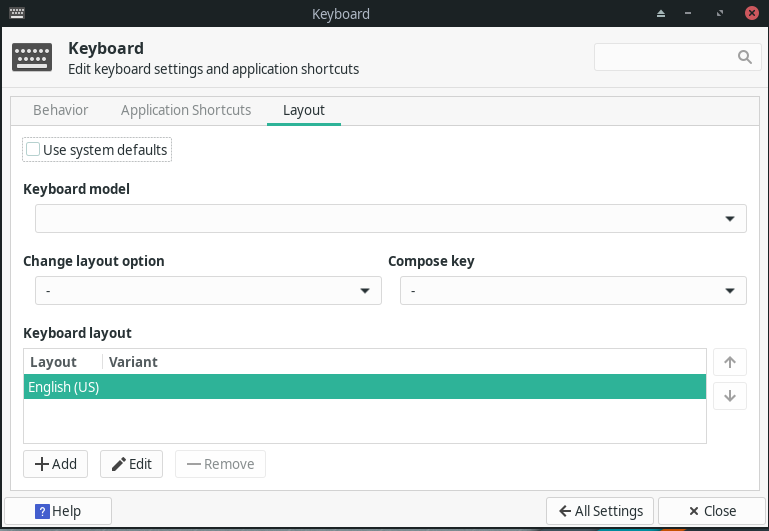 Keyboard
Keyboard
Edit keyboard settings and application shortcuts
Behavior Application Shortcuts Layout
Use system defaults
Keyboard model
Change layout option Compose key
- -
Keyboard layout
Layout Variant
English (US)
Add Edit Remove
? Help All Settings Close